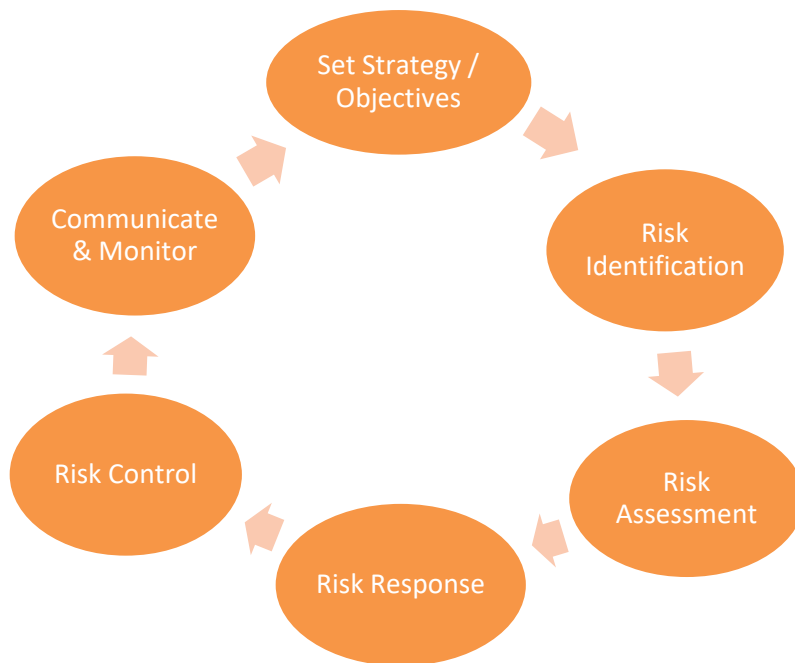 Set Strategy /
Objectives
Risk
Identification
Risk
Assessment
Risk Response
Risk Control
Communicate
& Monitor